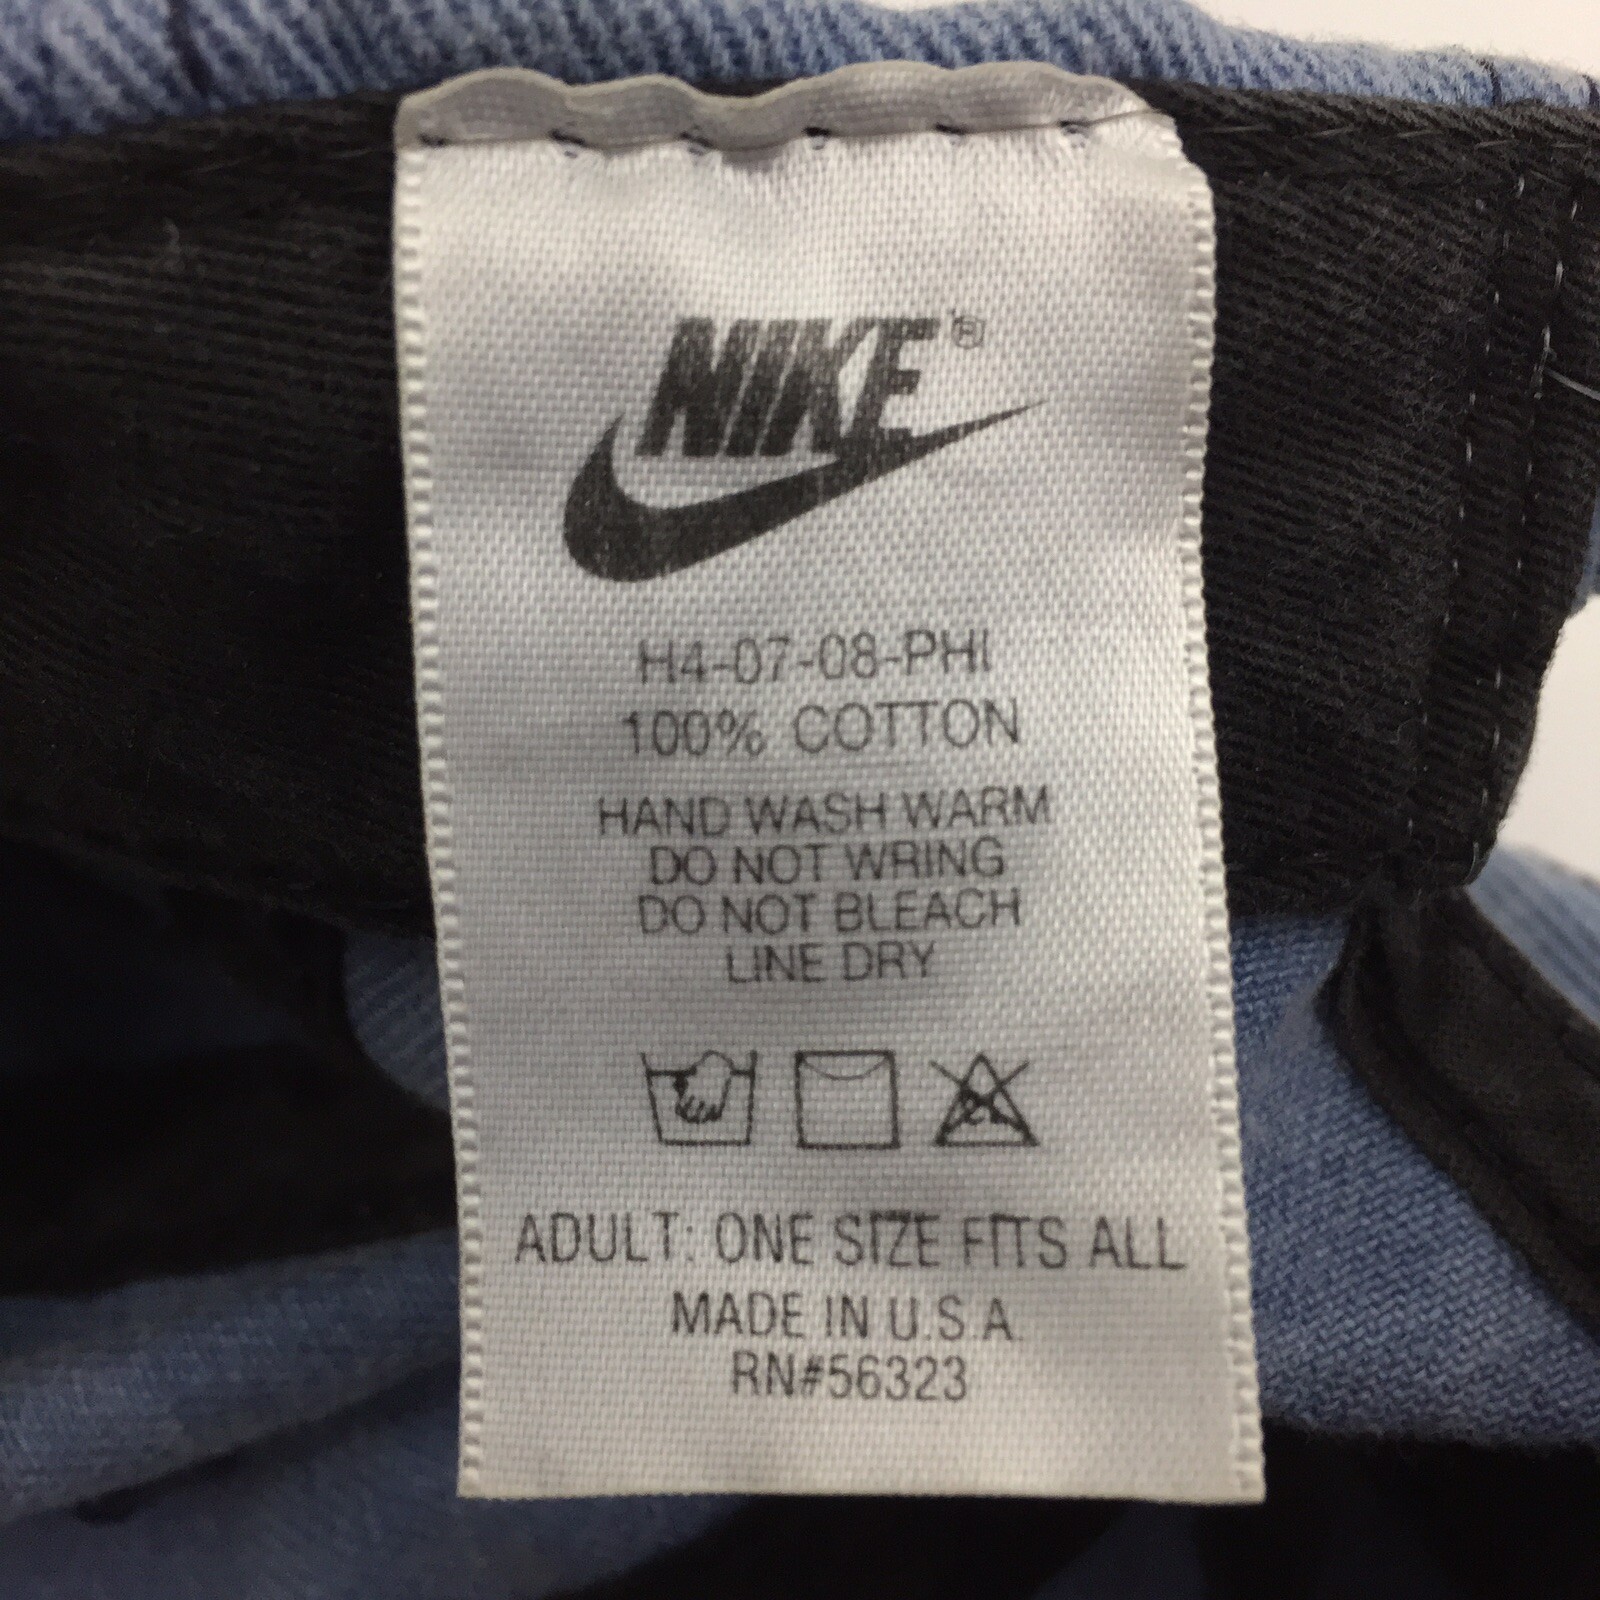 NIKE®
H4-07-08-PHI
100% COTTON
HAND WASH WARM
DO NOT WRING
DO NOT BLEACH
LINE DRY
ADULT: ONE SIZE FITS ALL
MADE IN U.S.A.
RN#56323